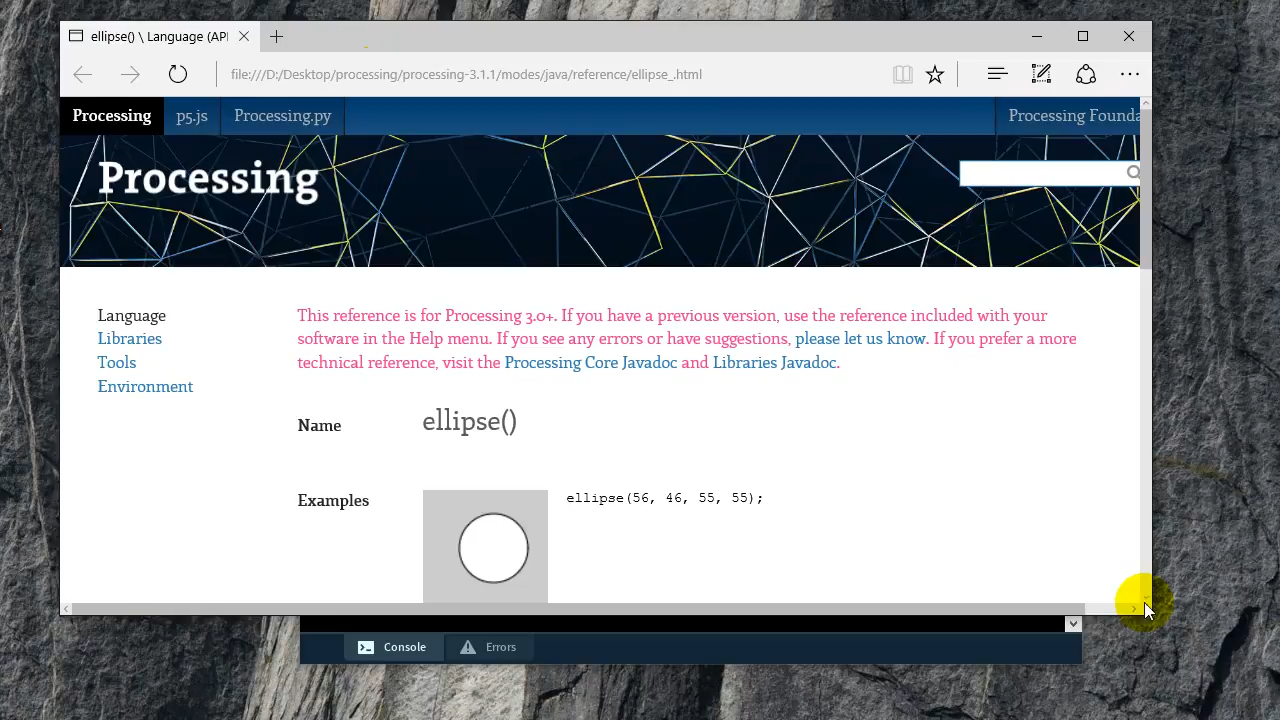 ellipse() \ Language (API
file:///D:/Desktop/processing/processing-3.1.1/modes/java/reference/ellipse_.html
Processing
p5.js
Processing.py
Processing Founda
Processing
Language
Libraries
Tools
Environment
This reference is for Processing 3.0+. If you have a previous version, use the reference included with your
software in the Help menu. If you see any errors or have suggestions, please let us know. If you prefer a more
technical reference, visit the Processing Core Javadoc and Libraries Javadoc.
Name
ellipse()
Examples
ellipse(56, 46, 55, 55);
Console
Errors